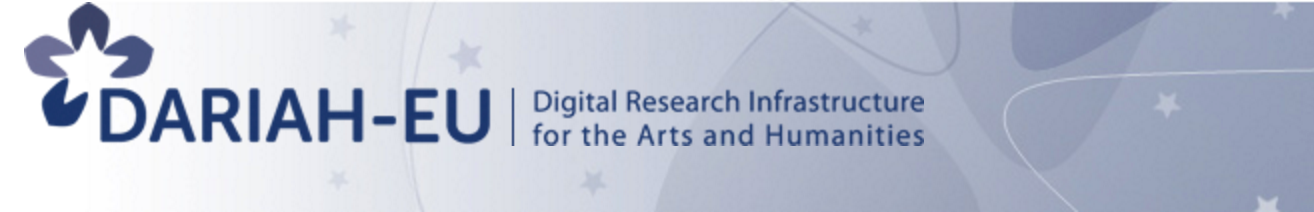 DARIAH-EU
Digital Research Infrastructure
for the Arts and Humanities